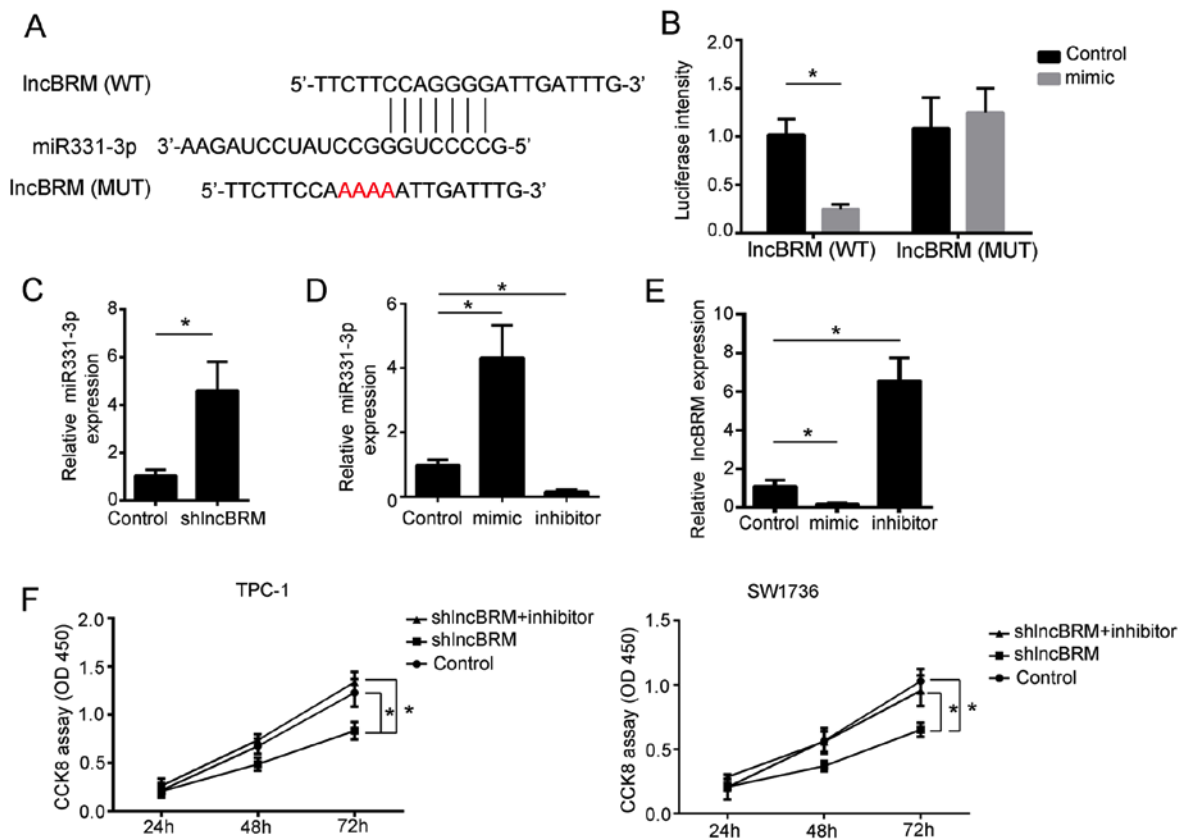 A
lncBRM (WT) 5'-TTCTTCCAGGGGATTGATTTG-3'
miR331-3p 3'-AAGAUCCUAUCCGGGUCCCCG-5'
lncBRM (MUT) 5'-TTCTTCCAAAAAATTGATTTG-3'
B
Luciferase intensity
2.0
1.5
1.0
0.5
0.0
*
Control
mimic
lncBRM (WT) lncBRM (MUT)
C
Relative miR331-3p
expression
8
6
4
2
0
*
Control shlncBRM
D
Relative miR331-3p
expression
6
4
2
0
*
*
Control mimic inhibitor
E
Relative lncBRM expression
10
8
6
4
2
0
*
*
Control mimic inhibitor
F
TPC-1
CCK8 assay (OD 450)
2.0
1.5
1.0
0.5
0.0
shlncBRM+inhibitor
shlncBRM
Control
* *
24h 48h 72h
SW1736
CCK8 assay (OD 450)
1.5
1.0
0.5
0.0
shlncBRM+inhibitor
shlncBRM
Control
* *
24h 48h 72h